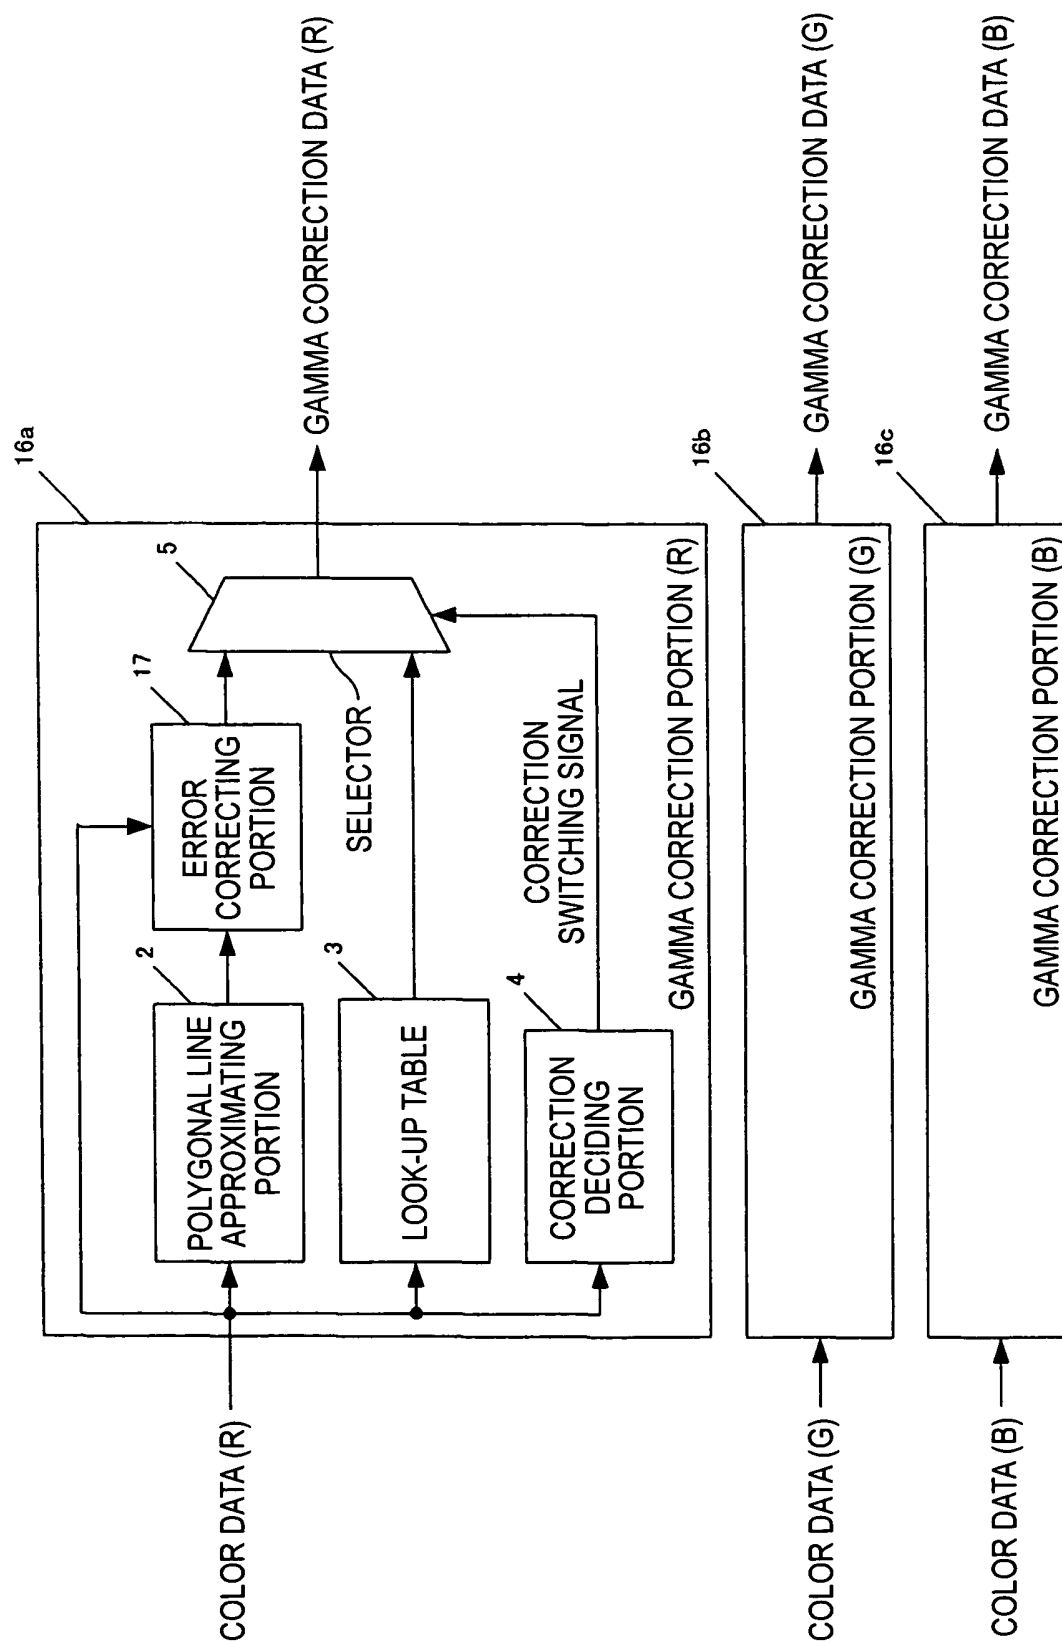 16a
COLOR DATA (R)
2
POLYGONAL LINE
APPROXIMATING
PORTION
17
ERROR
CORRECTING
PORTION
5
SELECTOR
GAMMA CORRECTION DATA (R)
3
LOOK-UP TABLE
4
CORRECTION
DECIDING
PORTION
CORRECTION
SWITCHING SIGNAL
GAMMA CORRECTION PORTION (R)
16b
COLOR DATA (G)
GAMMA CORRECTION PORTION (G)
GAMMA CORRECTION DATA (G)
16c
COLOR DATA (B)
GAMMA CORRECTION PORTION (B)
GAMMA CORRECTION DATA (B)